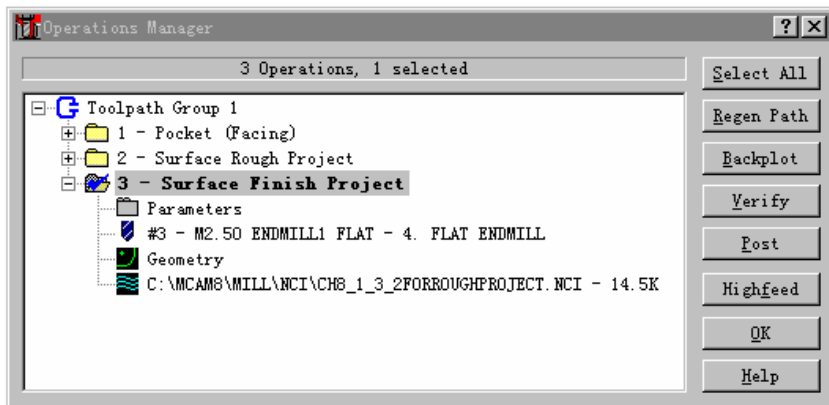 Operations Manager
3 Operations, 1 selected
Toolpath Group 1
1 - Pocket (Facing)
2 - Surface Rough Project
3 - Surface Finish Project
Parameters
#3 - M2.50 ENDMILL1 FLAT - 4. FLAT ENDMILL
Geometry
C:\MCAM8\MILL\NCI\CH8_1_3_2FORROUGHPROJECT.NCI - 14.5K
Select All
Regen Path
Backplot
Verify
Post
Highfeed
OK
Help